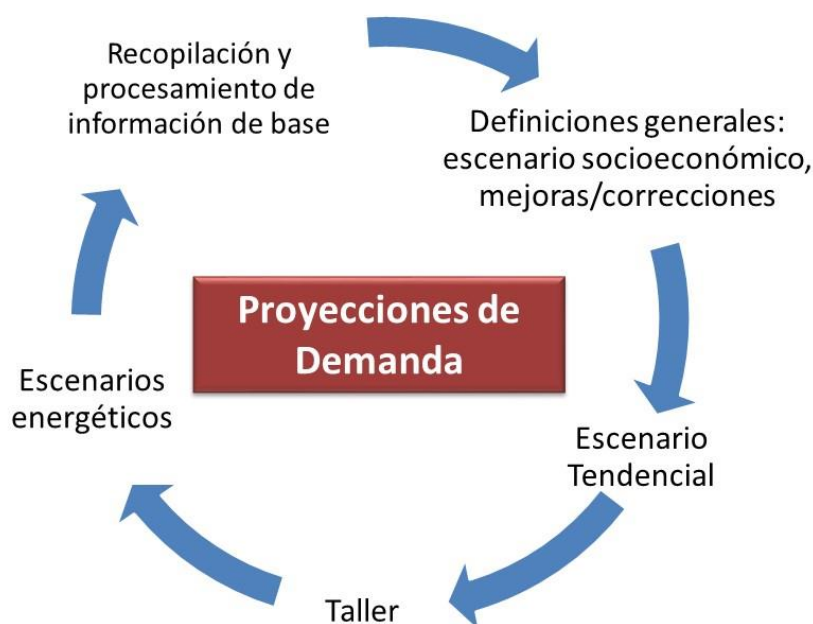 Recopilación y
procesamiento de
información de base
Definiciones generales:
escenario socioeconómico,
mejoras/correcciones
Proyecciones de
Demanda
Escenarios
energéticos
Escenario
Tendencial
Taller